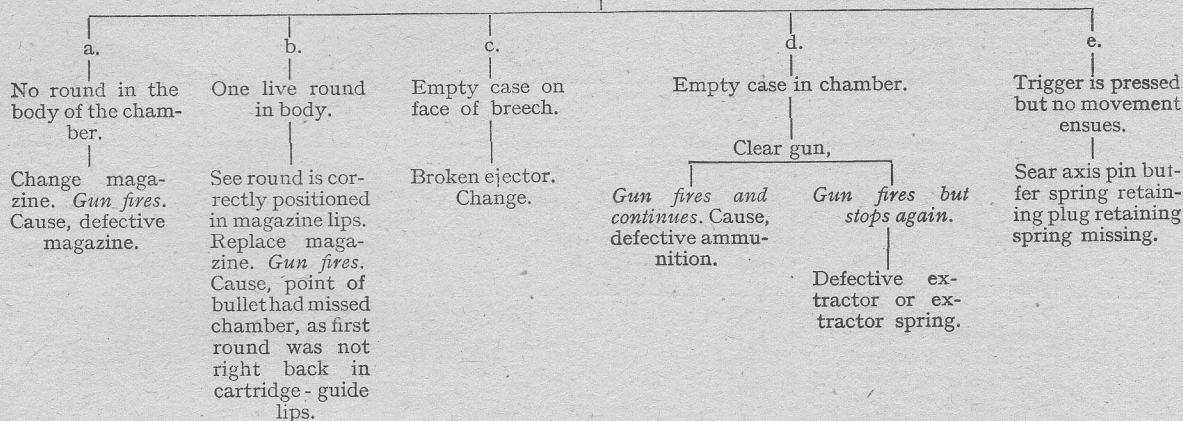 a.
No round in the
body of the cham-
ber.
Change maga-
zine. Gun fires.
Cause, defective
magazine.
b.
One live round
in body.
See round is cor-
rectly positioned
in magazine lips.
Replace maga-
zine. Gun fires.
Cause, point of
bullet had missed
chamber, as first
round was not
right back in
cartridge-guide
lips.
c.
Empty case on
face of breech.
Broken ejector.
Change.
d.
Empty case in chamber.
Clear gun,
Gun fires and
continues. Cause,
defective ammu-
nition.
Gun fires but
stops again.
Defective ex-
tractor or ex-
tractor spring.
e.
Trigger is pressed
but no movement
ensues.
Sear axis pin buf-
fer spring retain-
ing plug retaining
spring missing.